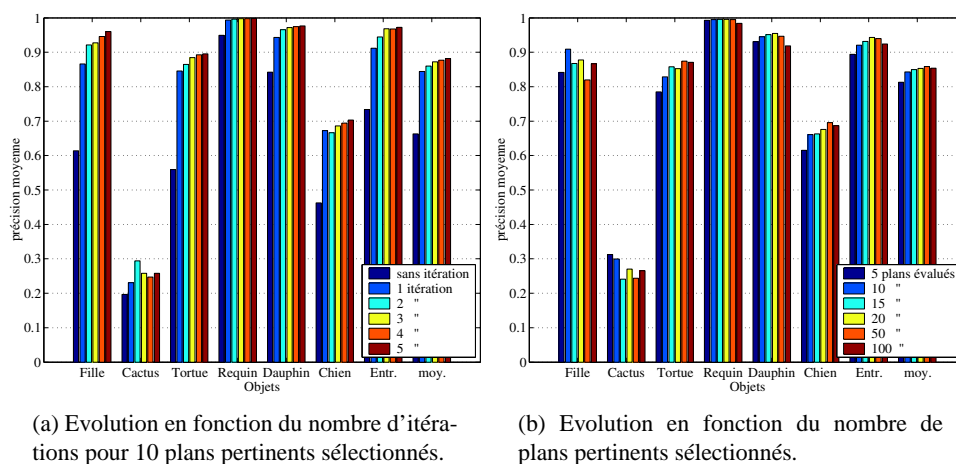 1
0.9
0.8
0.7
0.6
0.5
0.4
0.3
0.2
0.1
0
précision moyenne
Fille Cactus Tortue Requin Dauphin Chien Entr. moy.
Objets
sans itération
1 itération
2 "
3 "
4 "
5 "
(a) Evolution en fonction du nombre d'itéra-
tions pour 10 plans pertinents sélectionnés.
1
0.9
0.8
0.7
0.6
0.5
0.4
0.3
0.2
0.1
0
précision moyenne
Fille Cactus Tortue Requin Dauphin Chien Entr. moy.
Objets
5 plans évalués
10 "
15 "
20 "
50 "
100 "
(b) Evolution en fonction du nombre de
plans pertinents sélectionnés.